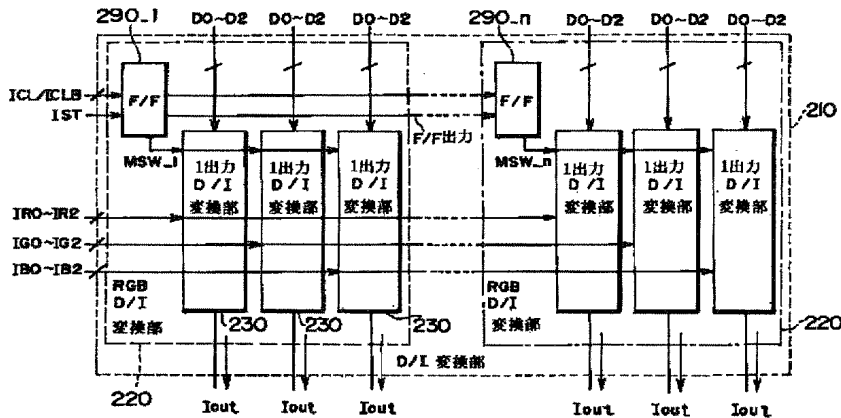 290_1
D0~D2 D0~D2 D0~D2
290_n
D0~D2 D0~D2 D0~D2
F/F
F/F
ICL/ICLB
IST
F/F出力
210
MSW_1
MSW_n
1出力
D/I
変換部
1出力
D/I
変換部
1出力
D/I
変換部
1出力
D/I
変換部
1出力
D/I
変換部
1出力
D/I
変換部
IR0~IR2
IG0~IG2
IB0~IB2
RGB
D/I
変換部
RGB
D/I
変換部
230 230 230
220
D/I 変換部
220
Iout Iout Iout Iout Iout Iout